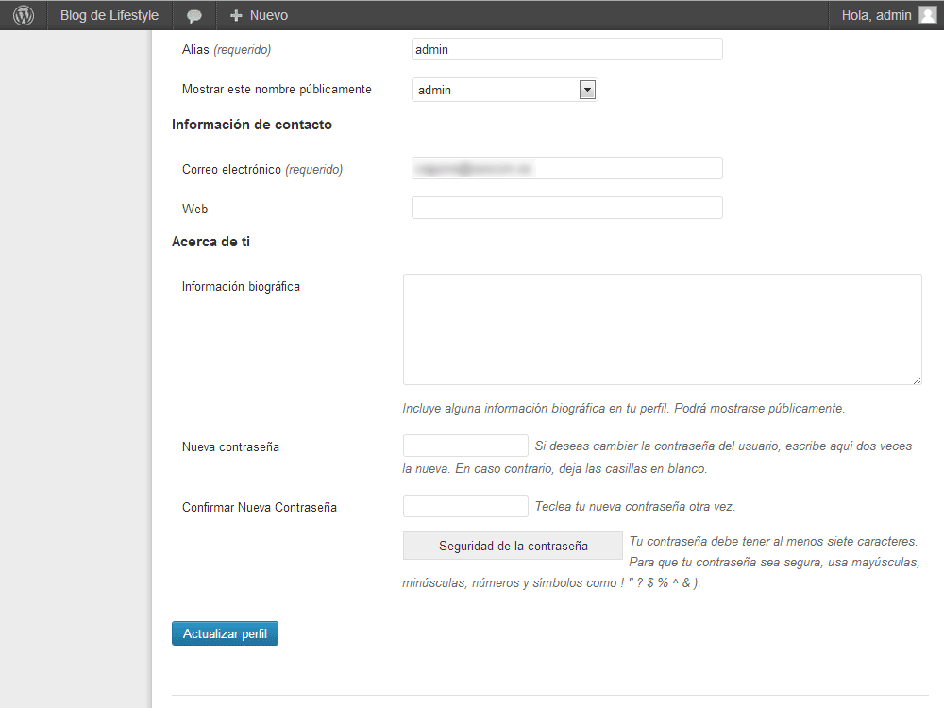 Blog de Lifestyle Nuevo Hola, admin
Alias (requerido) admin
Mostrar este nombre públicamente admin
Información de contacto
Correo electrónico (requerido)
Web
Acerca de ti
Información biográfica
Incluye alguna información biográfica en tu perfil. Podrá mostrarse públicamente.
Nueva contraseña Si deseas cambiar la contraseña del usuario, escribe aquí dos veces
la nueva. En caso contrario, deja las casillas en blanco.
Confirmar Nueva Contraseña Teclea tu nueva contraseña otra vez.
Seguridad de la contraseña Tu contraseña debe tener al menos siete caracteres.
Para que tu contraseña sea segura, usa mayúsculas,
minúsculas, números y símbolos como ! " ? $ % ^ & )
Actualizar perfil